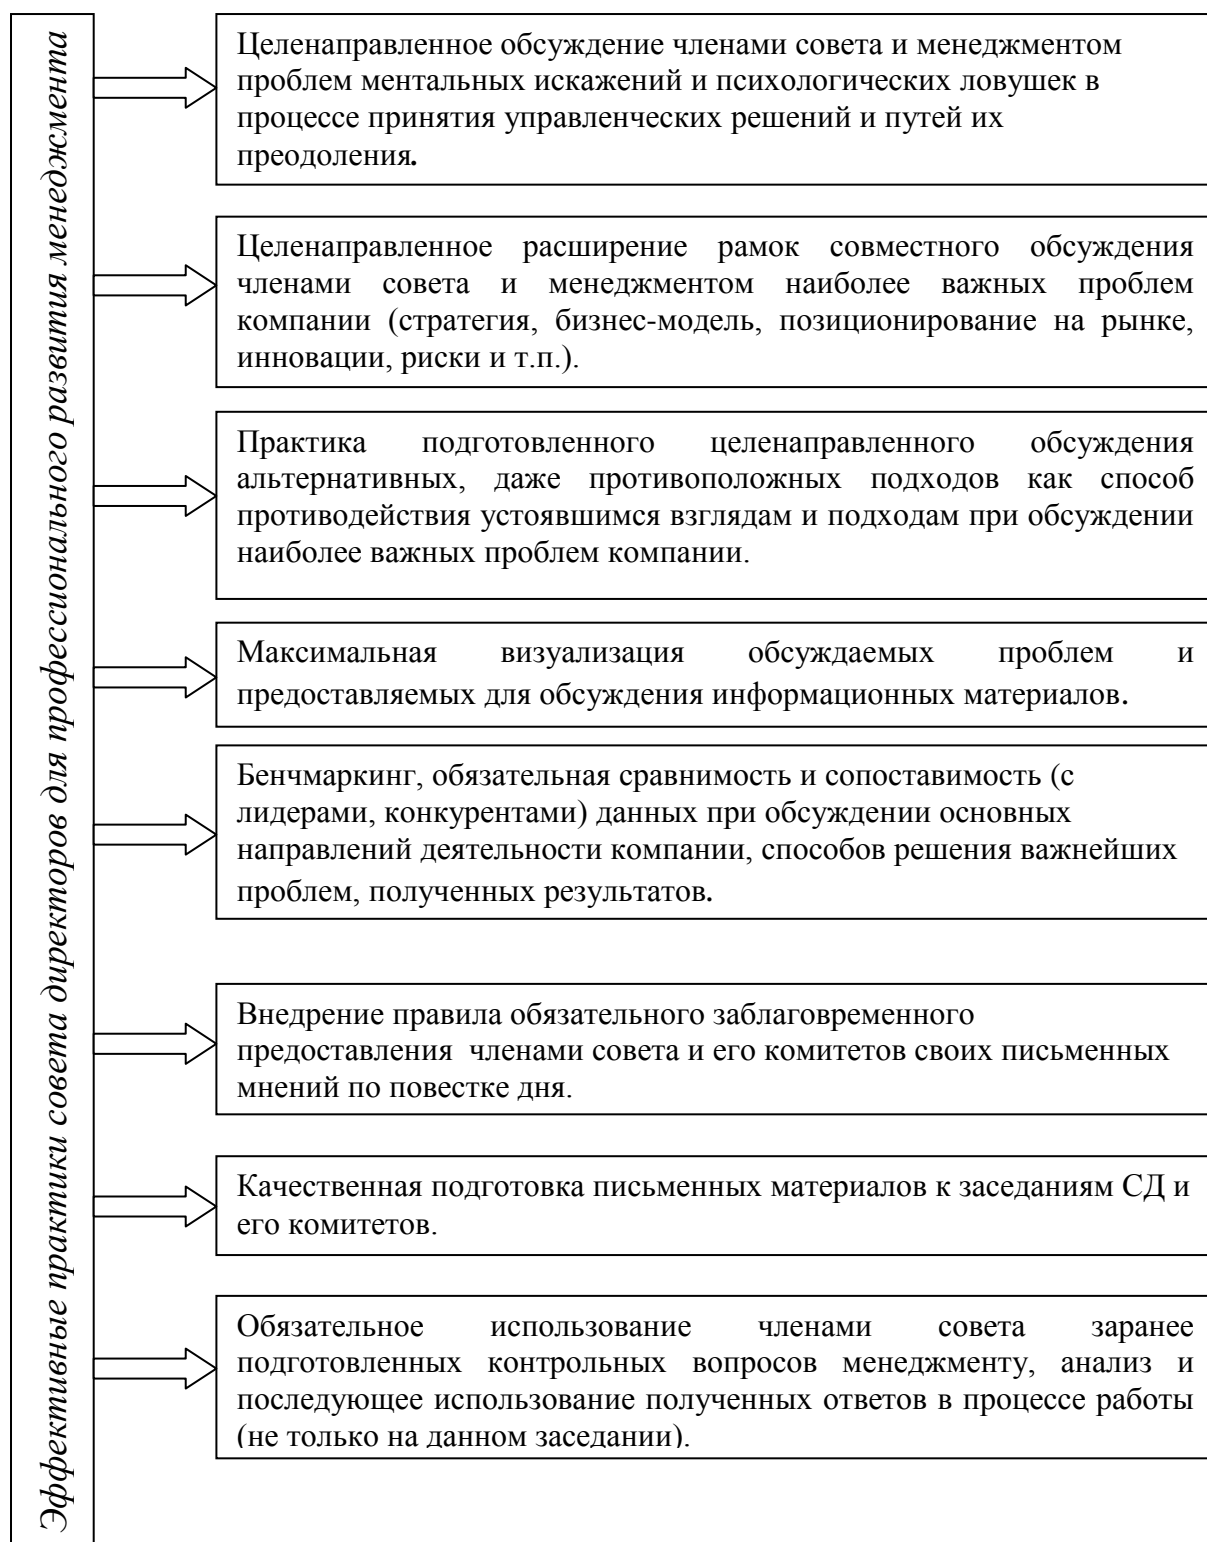 Эффективные практики совета директоров для профессионального развития менеджмента
Целенаправленное обсуждение членами совета и менеджментом
проблем ментальных искажений и психологических ловушек в
процессе принятия управленческих решений и путей их
преодоления.
Целенаправленное расширение рамок совместного обсуждения
членами совета и менеджментом наиболее важных проблем
компании (стратегия, бизнес-модель, позиционирование на рынке,
инновации, риски и т.п.).
Практика подготовленного целенаправленного обсуждения
альтернативных, даже противоположных подходов как способ
противодействия устоявшимся взглядам и подходам при обсуждении
наиболее важных проблем компании.
Максимальная визуализация обсуждаемых проблем и
предоставляемых для обсуждения информационных материалов.
Бенчмаркинг, обязательная сравнимость и сопоставимость (с
лидерами, конкурентами) данных при обсуждении основных
направлений деятельности компании, способов решения важнейших
проблем, полученных результатов.
Внедрение правила обязательного заблаговременного
предоставления членами совета и его комитетов своих письменных
мнений по повестке дня.
Качественная подготовка письменных материалов к заседаниям СД и
его комитетов.
Обязательное использование членами совета заранее
подготовленных контрольных вопросов менеджменту, анализ и
последующее использование полученных ответов в процессе работы
(не только на данном заседании).